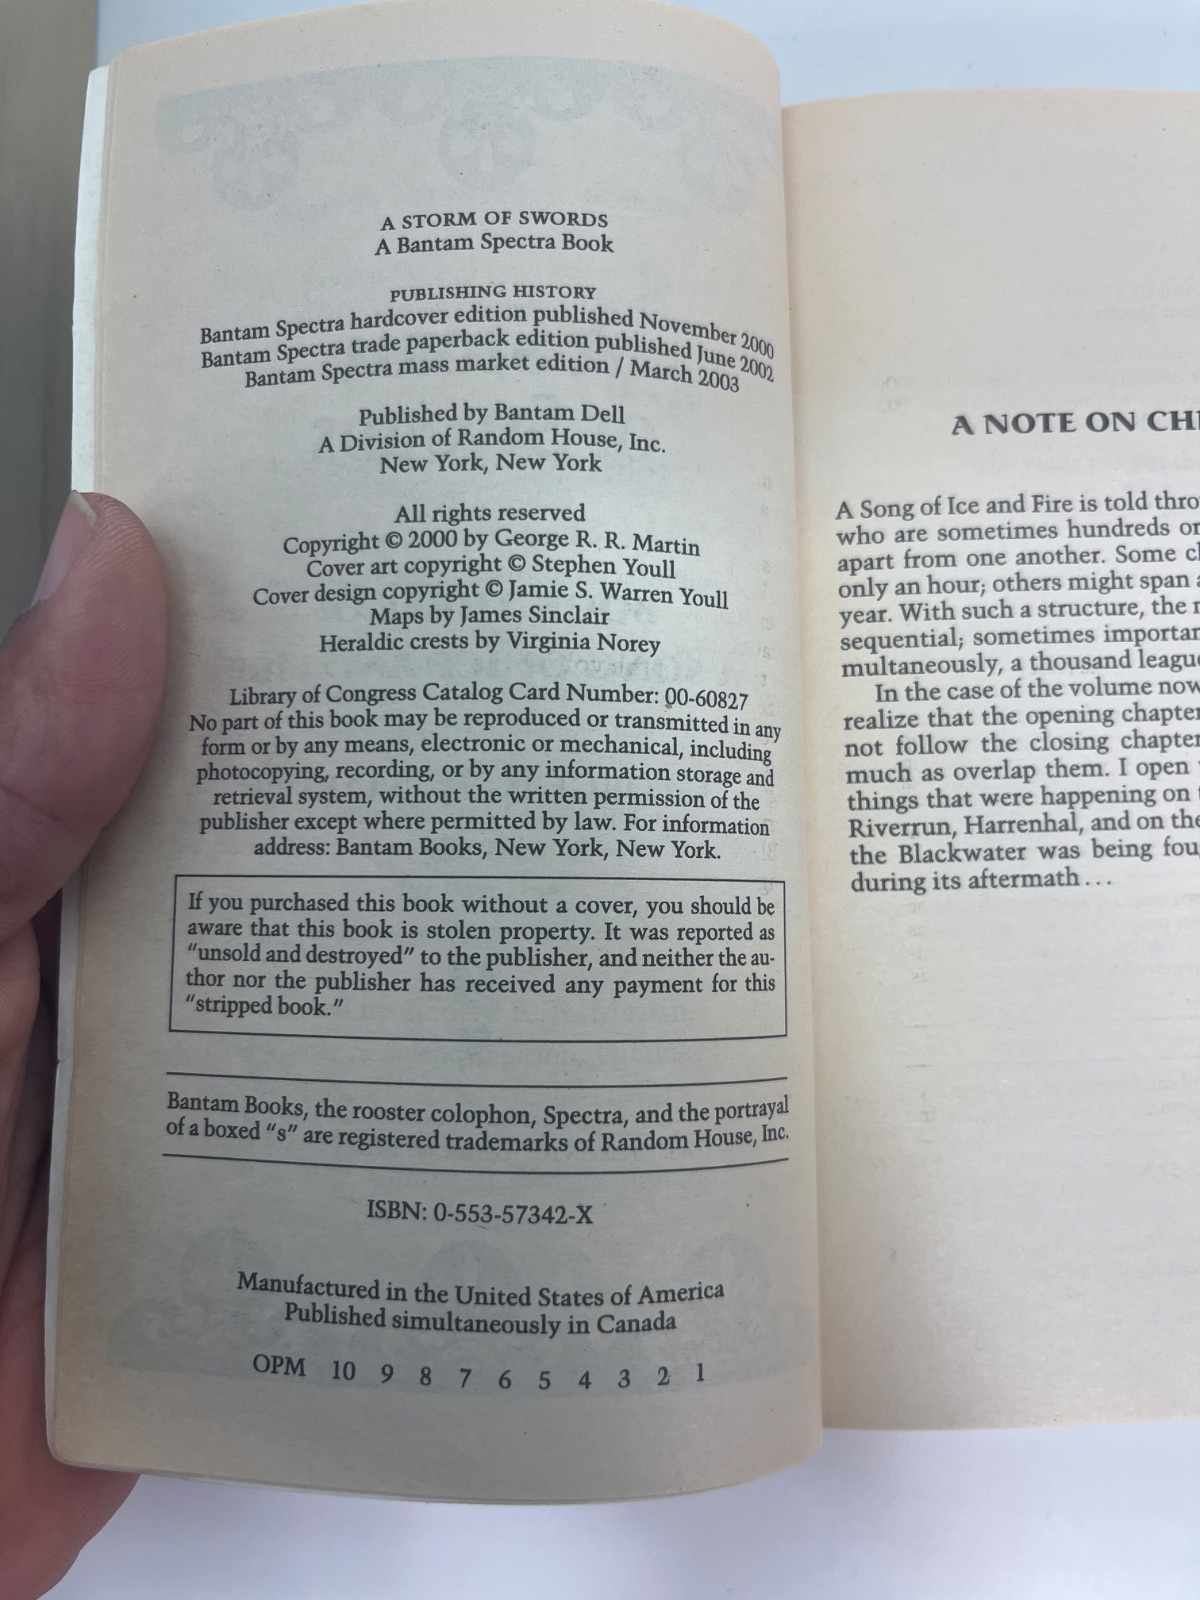 A STORM OF SWORDS
A Bantam Spectra Book
PUBLISHING HISTORY
Bantam Spectra hardcover edition published November 2000
Bantam Spectra trade paperback edition published June 2002
Bantam Spectra mass market edition / March 2003
Published by Bantam Dell
A Division of Random House, Inc.
New York, New York
All rights reserved
Copyright © 2000 by George R. R. Martin
Cover art copyright © Stephen Youll
Cover design copyright © Jamie S. Warren Youll
Maps by James Sinclair
Heraldic crests by Virginia Norey
Library of Congress Catalog Card Number: 00-60827
No part of this book may be reproduced or transmitted in any
form or by any means, electronic or mechanical, including
photocopying, recording, or by any information storage and
retrieval system, without the written permission of the
publisher except where permitted by law. For information
address: Bantam Books, New York, New York.
If you purchased this book without a cover, you should be
aware that this book is stolen property. It was reported as
"unsold and destroyed" to the publisher, and neither the au-
thor nor the publisher has received any payment for this
"stripped book."
Bantam Books, the rooster colophon, Spectra, and the portrayal
of a boxed "s" are registered trademarks of Random House, Inc.
ISBN: 0-553-57342-X
Manufactured in the United States of America
Published simultaneously in Canada
OPM 10 9 8 7 6 5 4 3 2 1
A NOTE ON
A Song of Ice and Fire is told
who are sometimes hundreds or
apart from one another. Some
only an hour; others might span
year. With such a structure, the
sequential; sometimes
multaneously, a thousand
In the case of the volume now
realize that the opening
not follow the closing
much as overlap them. I open
things that were happening on
Riverrun, Harrenhal, and on the
the Blackwater was being
during its aftermath...